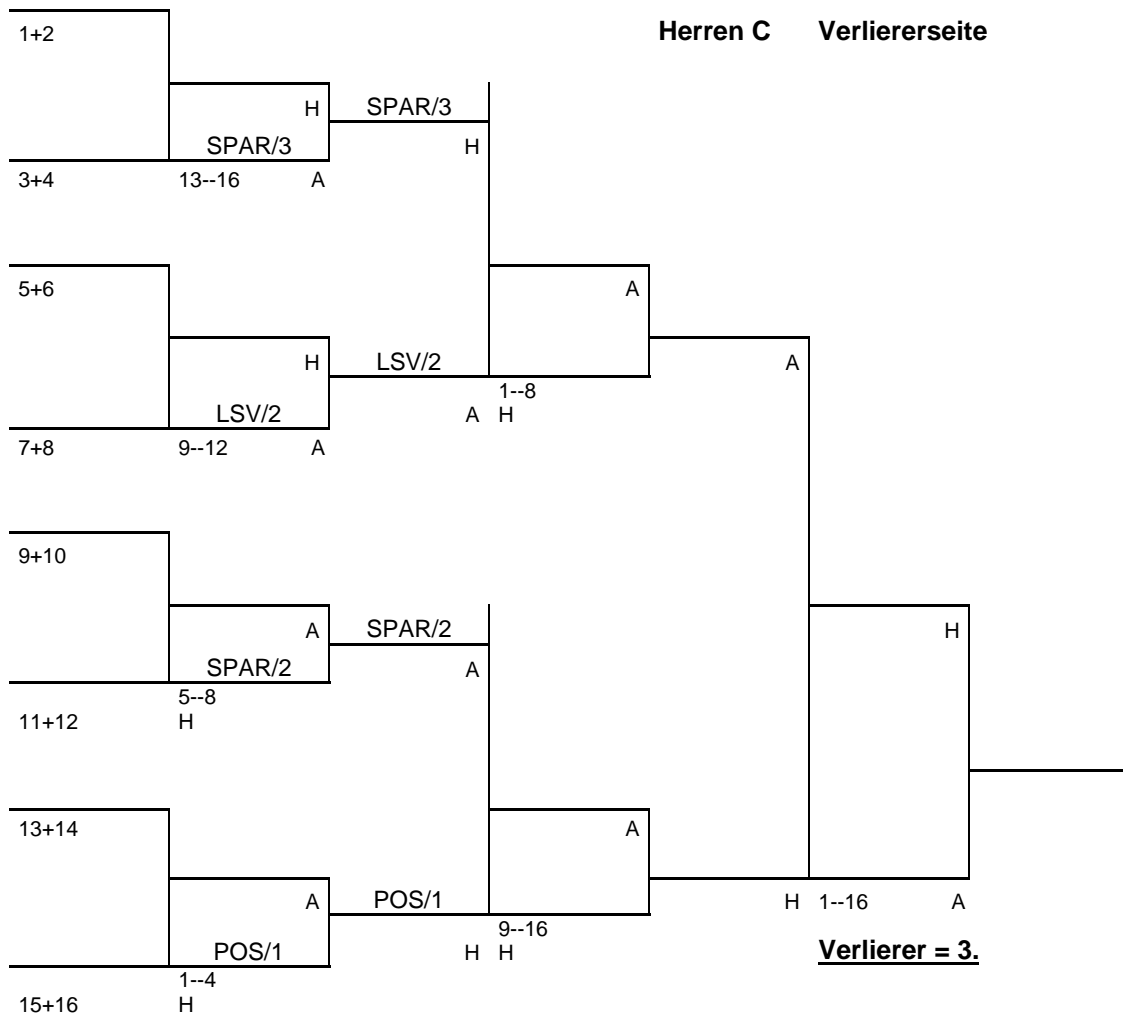 Herren C Verliererseite
1+2
H SPAR/3
SPAR/3 H
3+4 13--16 A
5+6 A
H LSV/2 A
1--8
LSV/2 A H
7+8 9--12 A
9+10
A SPAR/2 H
SPAR/2 A
5--8
11+12 H
13+14 A
A POS/1 H 1--16 A
9--16
POS/1 H H Verlierer = 3.
1--4
15+16 H